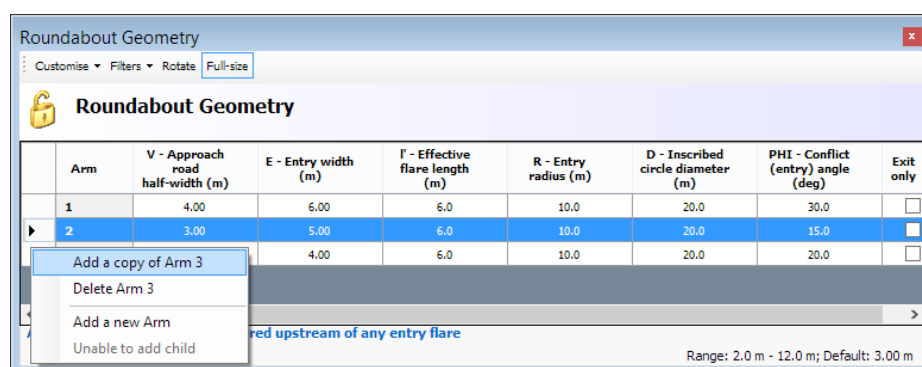 Roundabout Geometry
x
Customise Filters Rotate Full-size
Roundabout Geometry
Arm V - Approach road half-width (m) E - Entry width (m) l' - Effective flare length (m) R - Entry radius (m) D - Inscribed circle diameter (m) PHI - Conflict (entry) angle (deg) Exit only
1 4.00 6.00 6.0 10.0 20.0 30.0
2 3.00 5.00 6.0 10.0 20.0 15.0
4.00 6.0 10.0 20.0 20.0
Add a copy of Arm 3
Delete Arm 3
Add a new Arm
Unable to add child
red upstream of any entry flare
Range: 2.0 m - 12.0 m; Default: 3.00 m